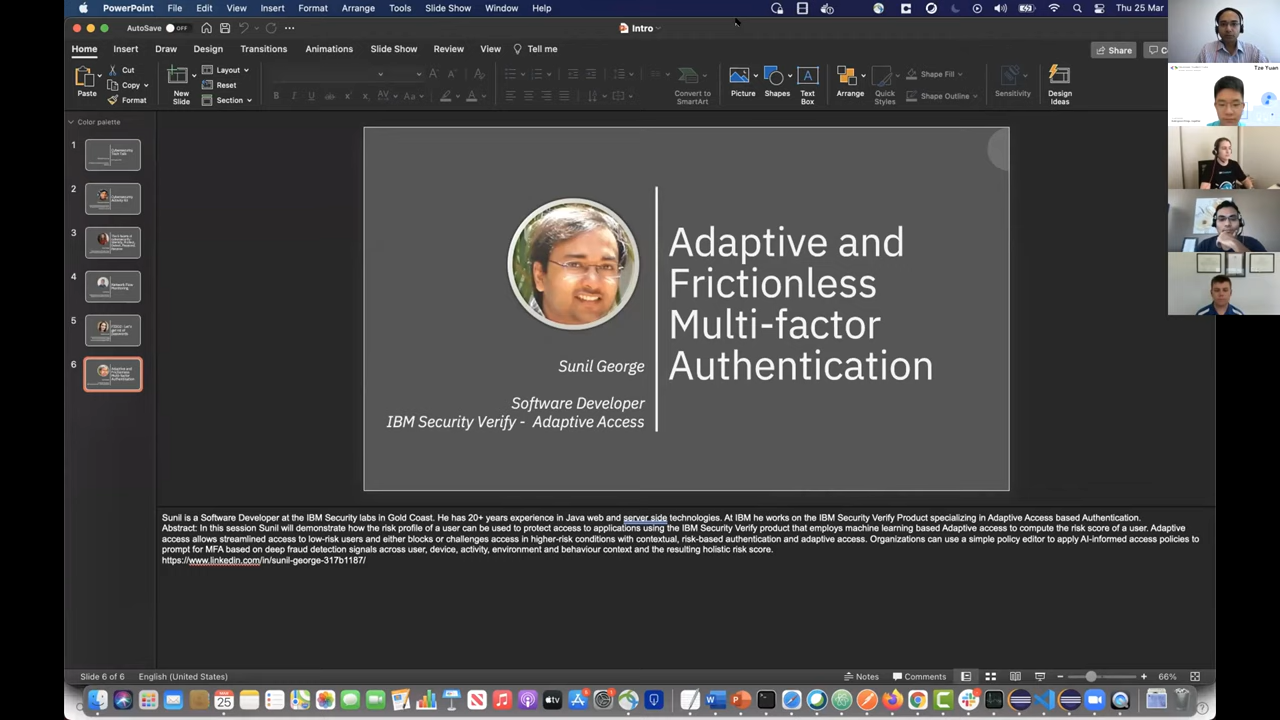 PowerPoint File Edit View Insert Format Arrange Tools Slide Show Window Help
Thu 25 Mar
AutoSave OFF
Intro
Home Insert Draw Design Transitions Animations Slide Show Review View Tell me
Share
Cut
Copy
Format
Paste
New Slide
Layout
Reset
Section
Convert to SmartArt
Picture
Shapes
Text Box
Arrange
Quick Styles
Shape Fill
Shape Outline
Sensitivity
Design Ideas
Tze Yuan
Color palette
1
2
3
4
5
6
Adaptive and
Frictionless
Multi-factor
Authentication
Sunil George
Software Developer
IBM Security Verify - Adaptive Access
Sunil is a Software Developer at the IBM Security labs in Gold Coast. He has 20+ years experience in Java web and server side technologies. At IBM he works on the IBM Security Verify Product specializing in Adaptive Access based Authentication.
Abstract: In this session Sunil will demonstrate how the risk profile of a user can be used to protect access to applications using the IBM Security Verify product that employs machine learning based Adaptive access to compute the risk score of a user. Adaptive
access allows streamlined access to low-risk users and either blocks or challenges access in higher-risk conditions with contextual, risk-based authentication and adaptive access. Organizations can use a simple policy editor to apply AI-informed access policies to
prompt for MFA based on deep fraud detection signals across user, device, activity, environment and behaviour context and the resulting holistic risk score.
https://www.linkedin.com/in/sunil-george-317b1187/
Slide 6 of 6 English (United States)
Notes Comments
66%